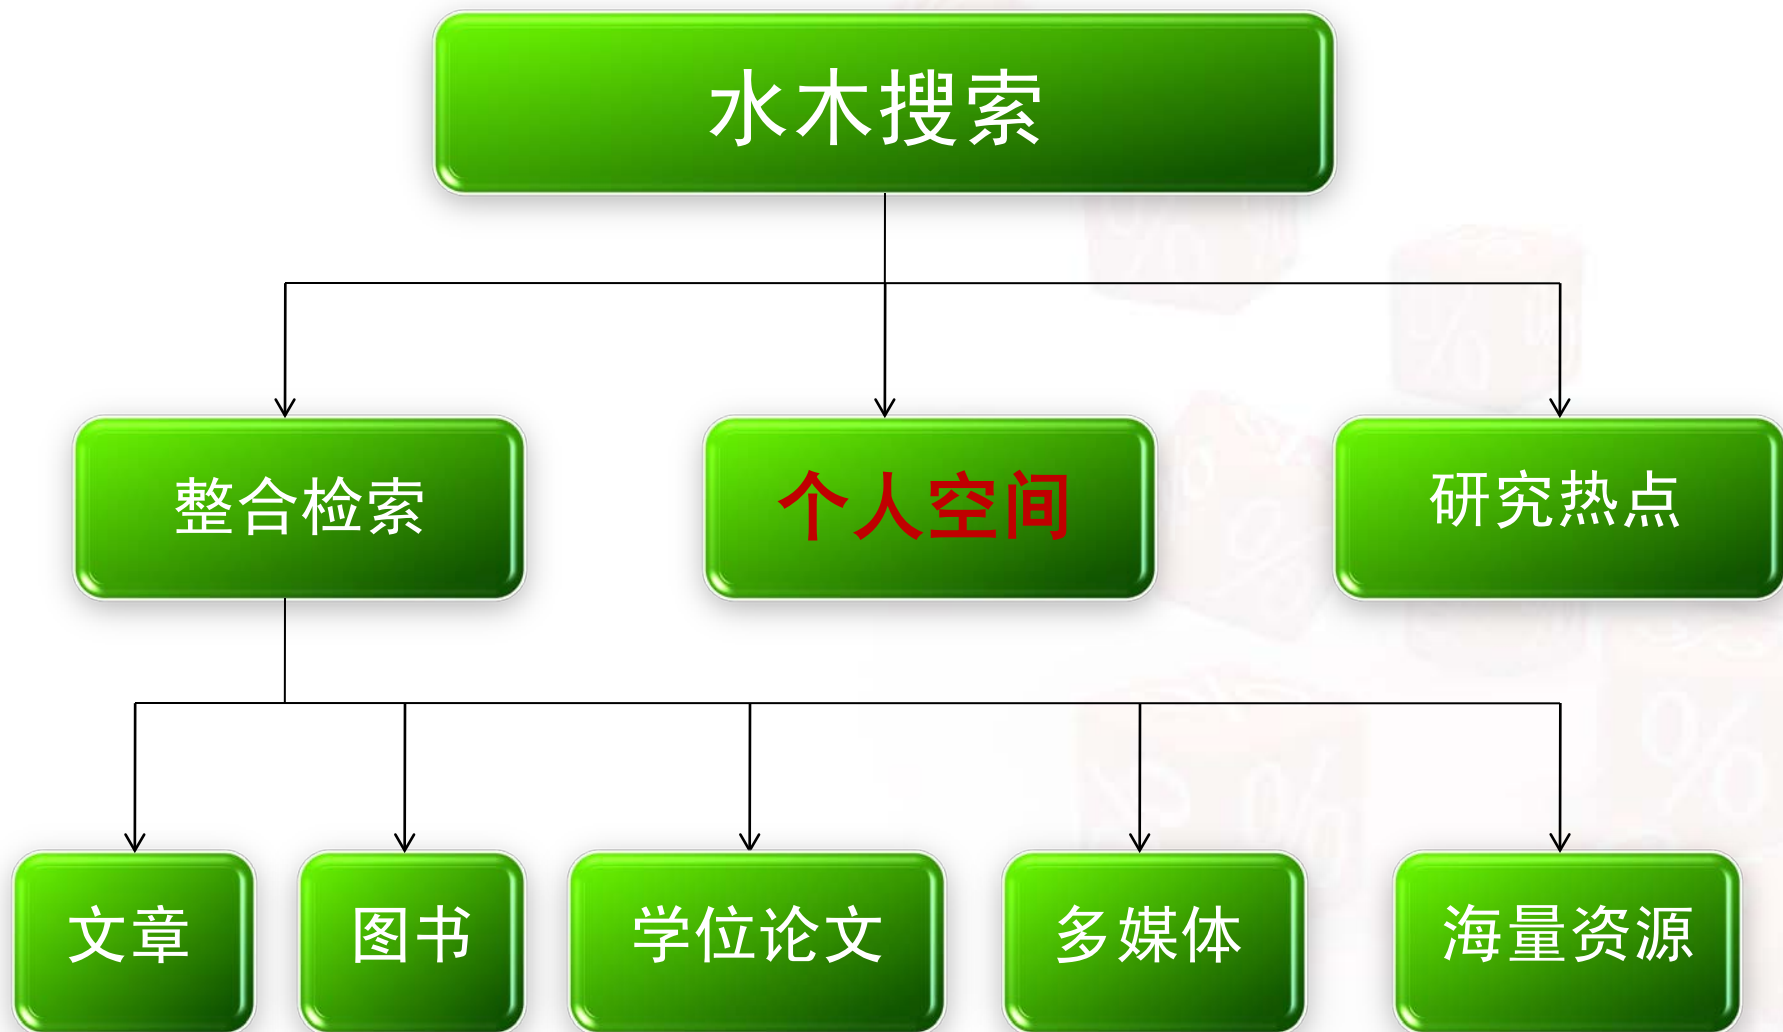 水木搜索
整合检索
个人空间
研究热点
文章
图书
学位论文
多媒体
海量资源